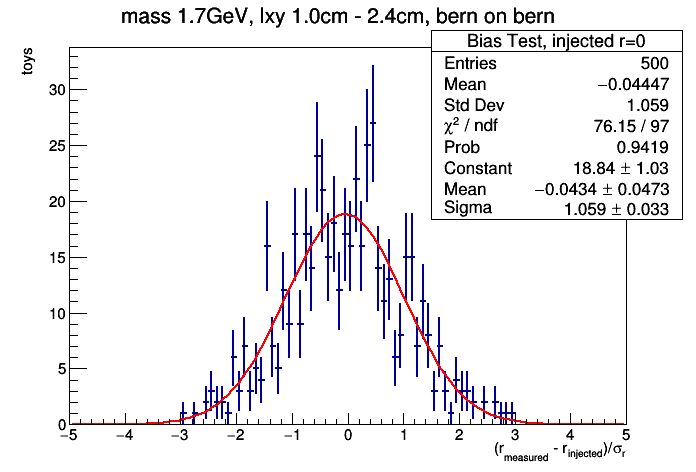 mass 1.7GeV, lxy 1.0cm - 2.4cm, bern on bern
Bias Test, injected r=0
Entries 500
Mean −0.04447
Std Dev 1.059
χ² / ndf 76.15 / 97
Prob 0.9419
Constant 18.84 ± 1.03
Mean −0.0434 ± 0.0473
Sigma 1.059 ± 0.033
toys
30
25
20
15
10
5
0
−5 −4 −3 −2 −1 0 1 2 3 4 5
(r_measured - r_injected)/σ_r